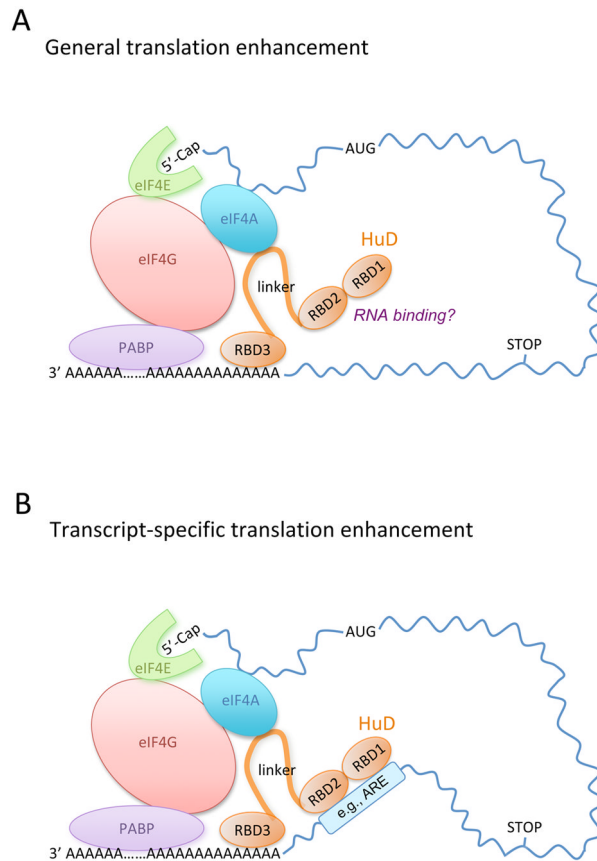 A
General translation enhancement
5'-Cap
eIF4E
AUG
eIF4A
eIF4G
HuD
linker
RBD2
RBD1
RNA binding?
PABP
RBD3
STOP
3' AAAAAA......AAAAAAAAAAAAAA
B
Transcript-specific translation enhancement
5'-Cap
eIF4E
AUG
eIF4A
eIF4G
HuD
linker
RBD2
RBD1
e.g., ARE
PABP
RBD3
STOP
3' AAAAAA......AAAAAAAAAAAAAA